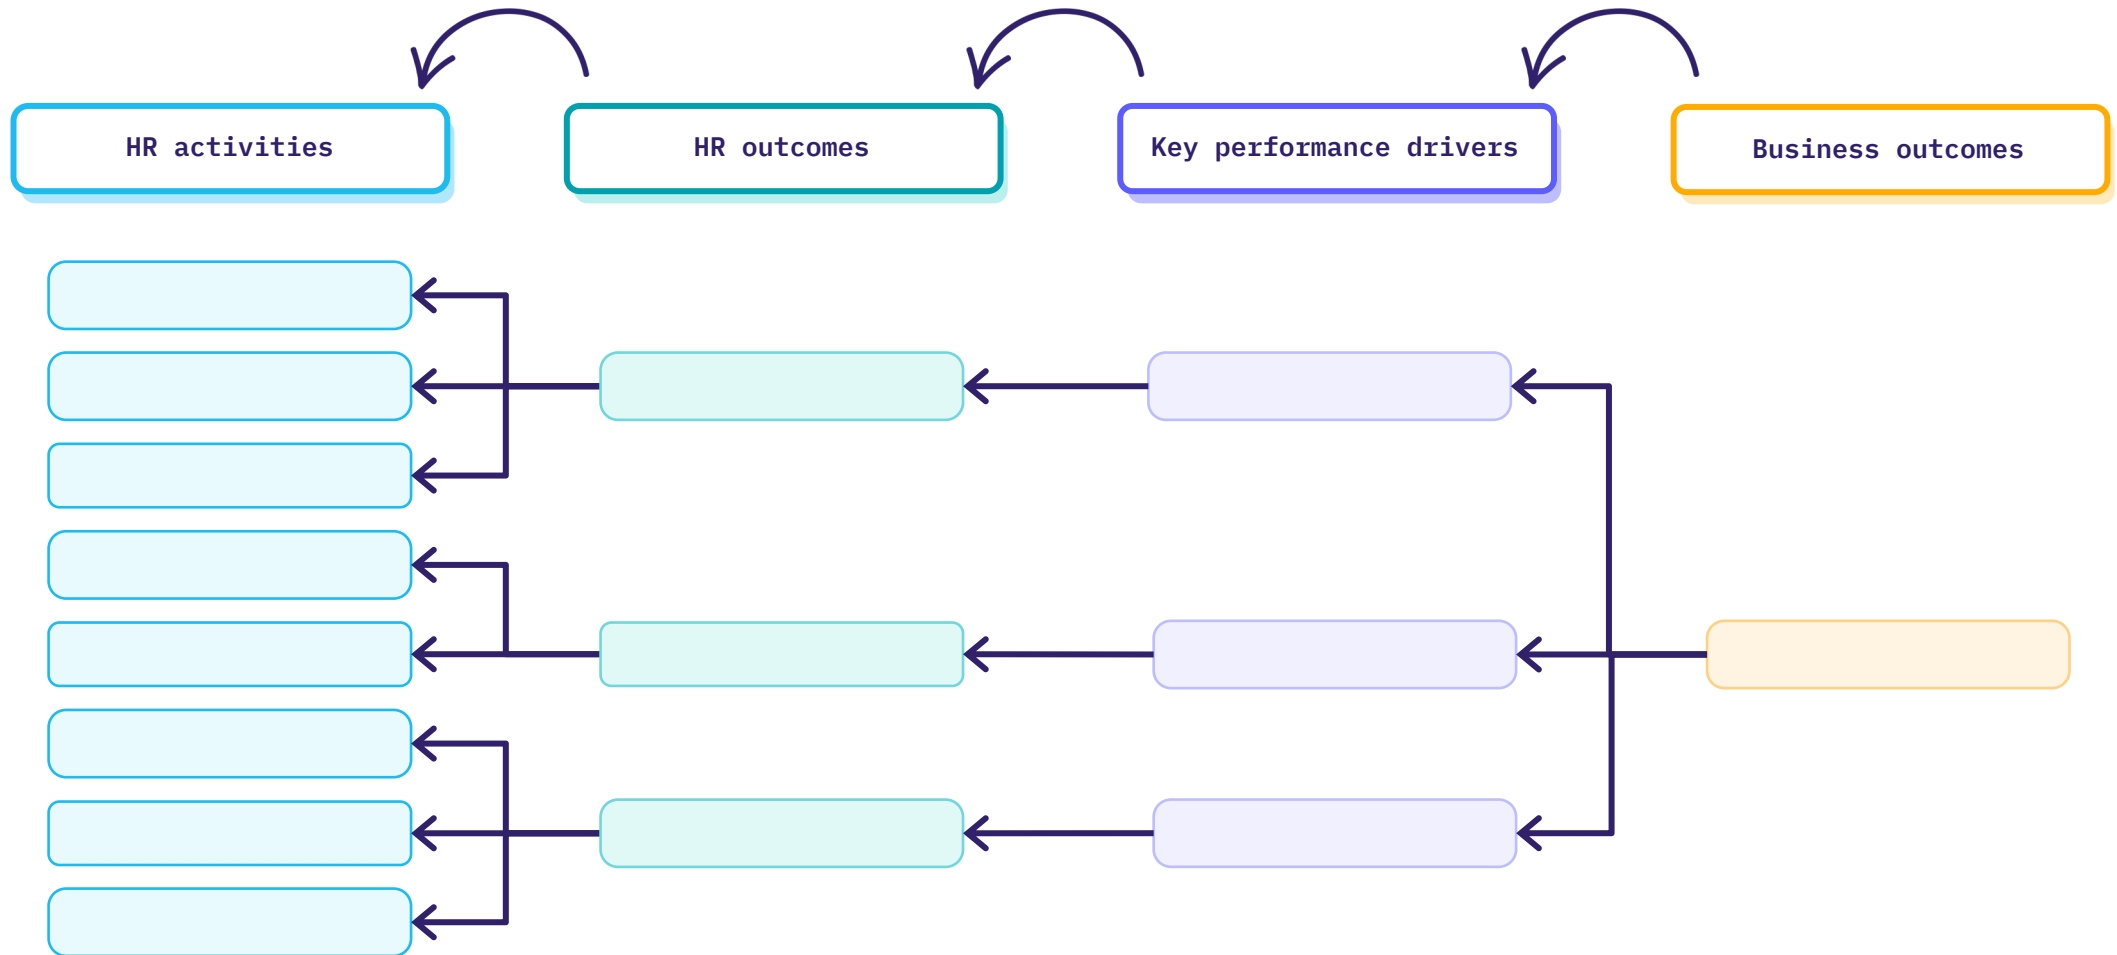 HR activities
HR outcomes
Key performance drivers
Business outcomes